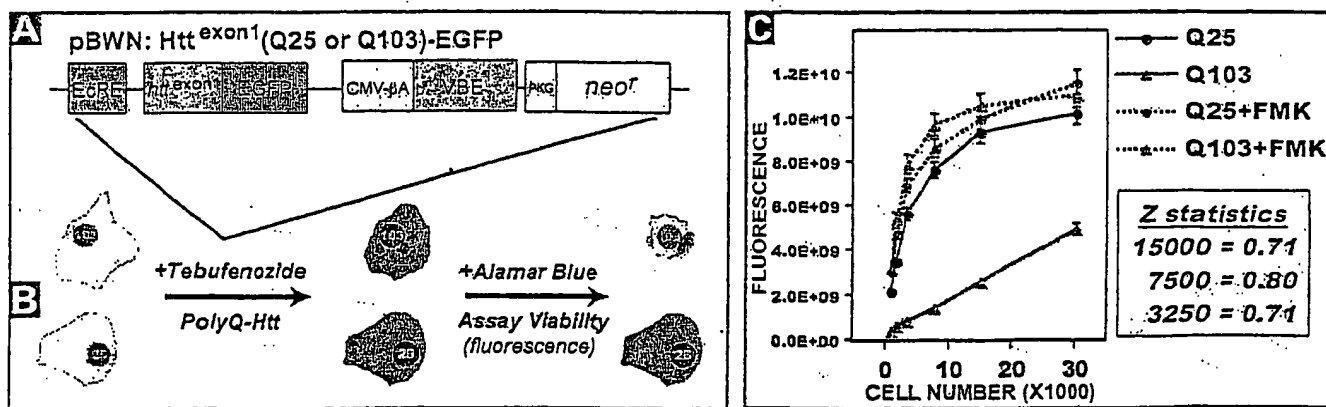 A
pBWN: Htt exon1 (Q25 or Q103)-EGFP
EcRE htt exon1 EGFP CMV-βA VBE PKG neo r
+Tebufenozide
PolyQ-Htt
+Alamar Blue
Assay Viability
(fluorescence)
B
103
25
C
FLUORESCENCE
1.2E+10
1.0E+10
8.0E+09
6.0E+09
4.0E+09
2.0E+09
0.0E+00
0 10 20 30
CELL NUMBER (X1000)
Q25
Q103
Q25+FMK
Q103+FMK
Z statistics
15000 = 0.71
7500 = 0.80
3250 = 0.71